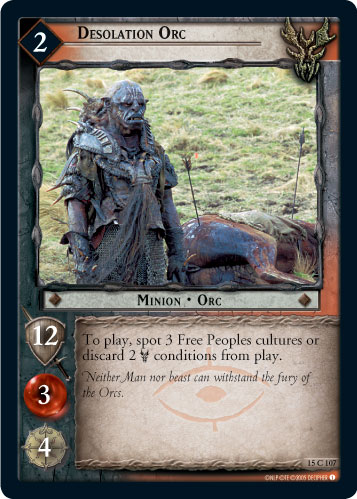 2
Desolation Orc
Minion • Orc
12
To play, spot 3 Free Peoples cultures or
discard 2 conditions from play.
3
Neither Man nor beast can withstand the fury of
the Orcs.
4
15 C 107